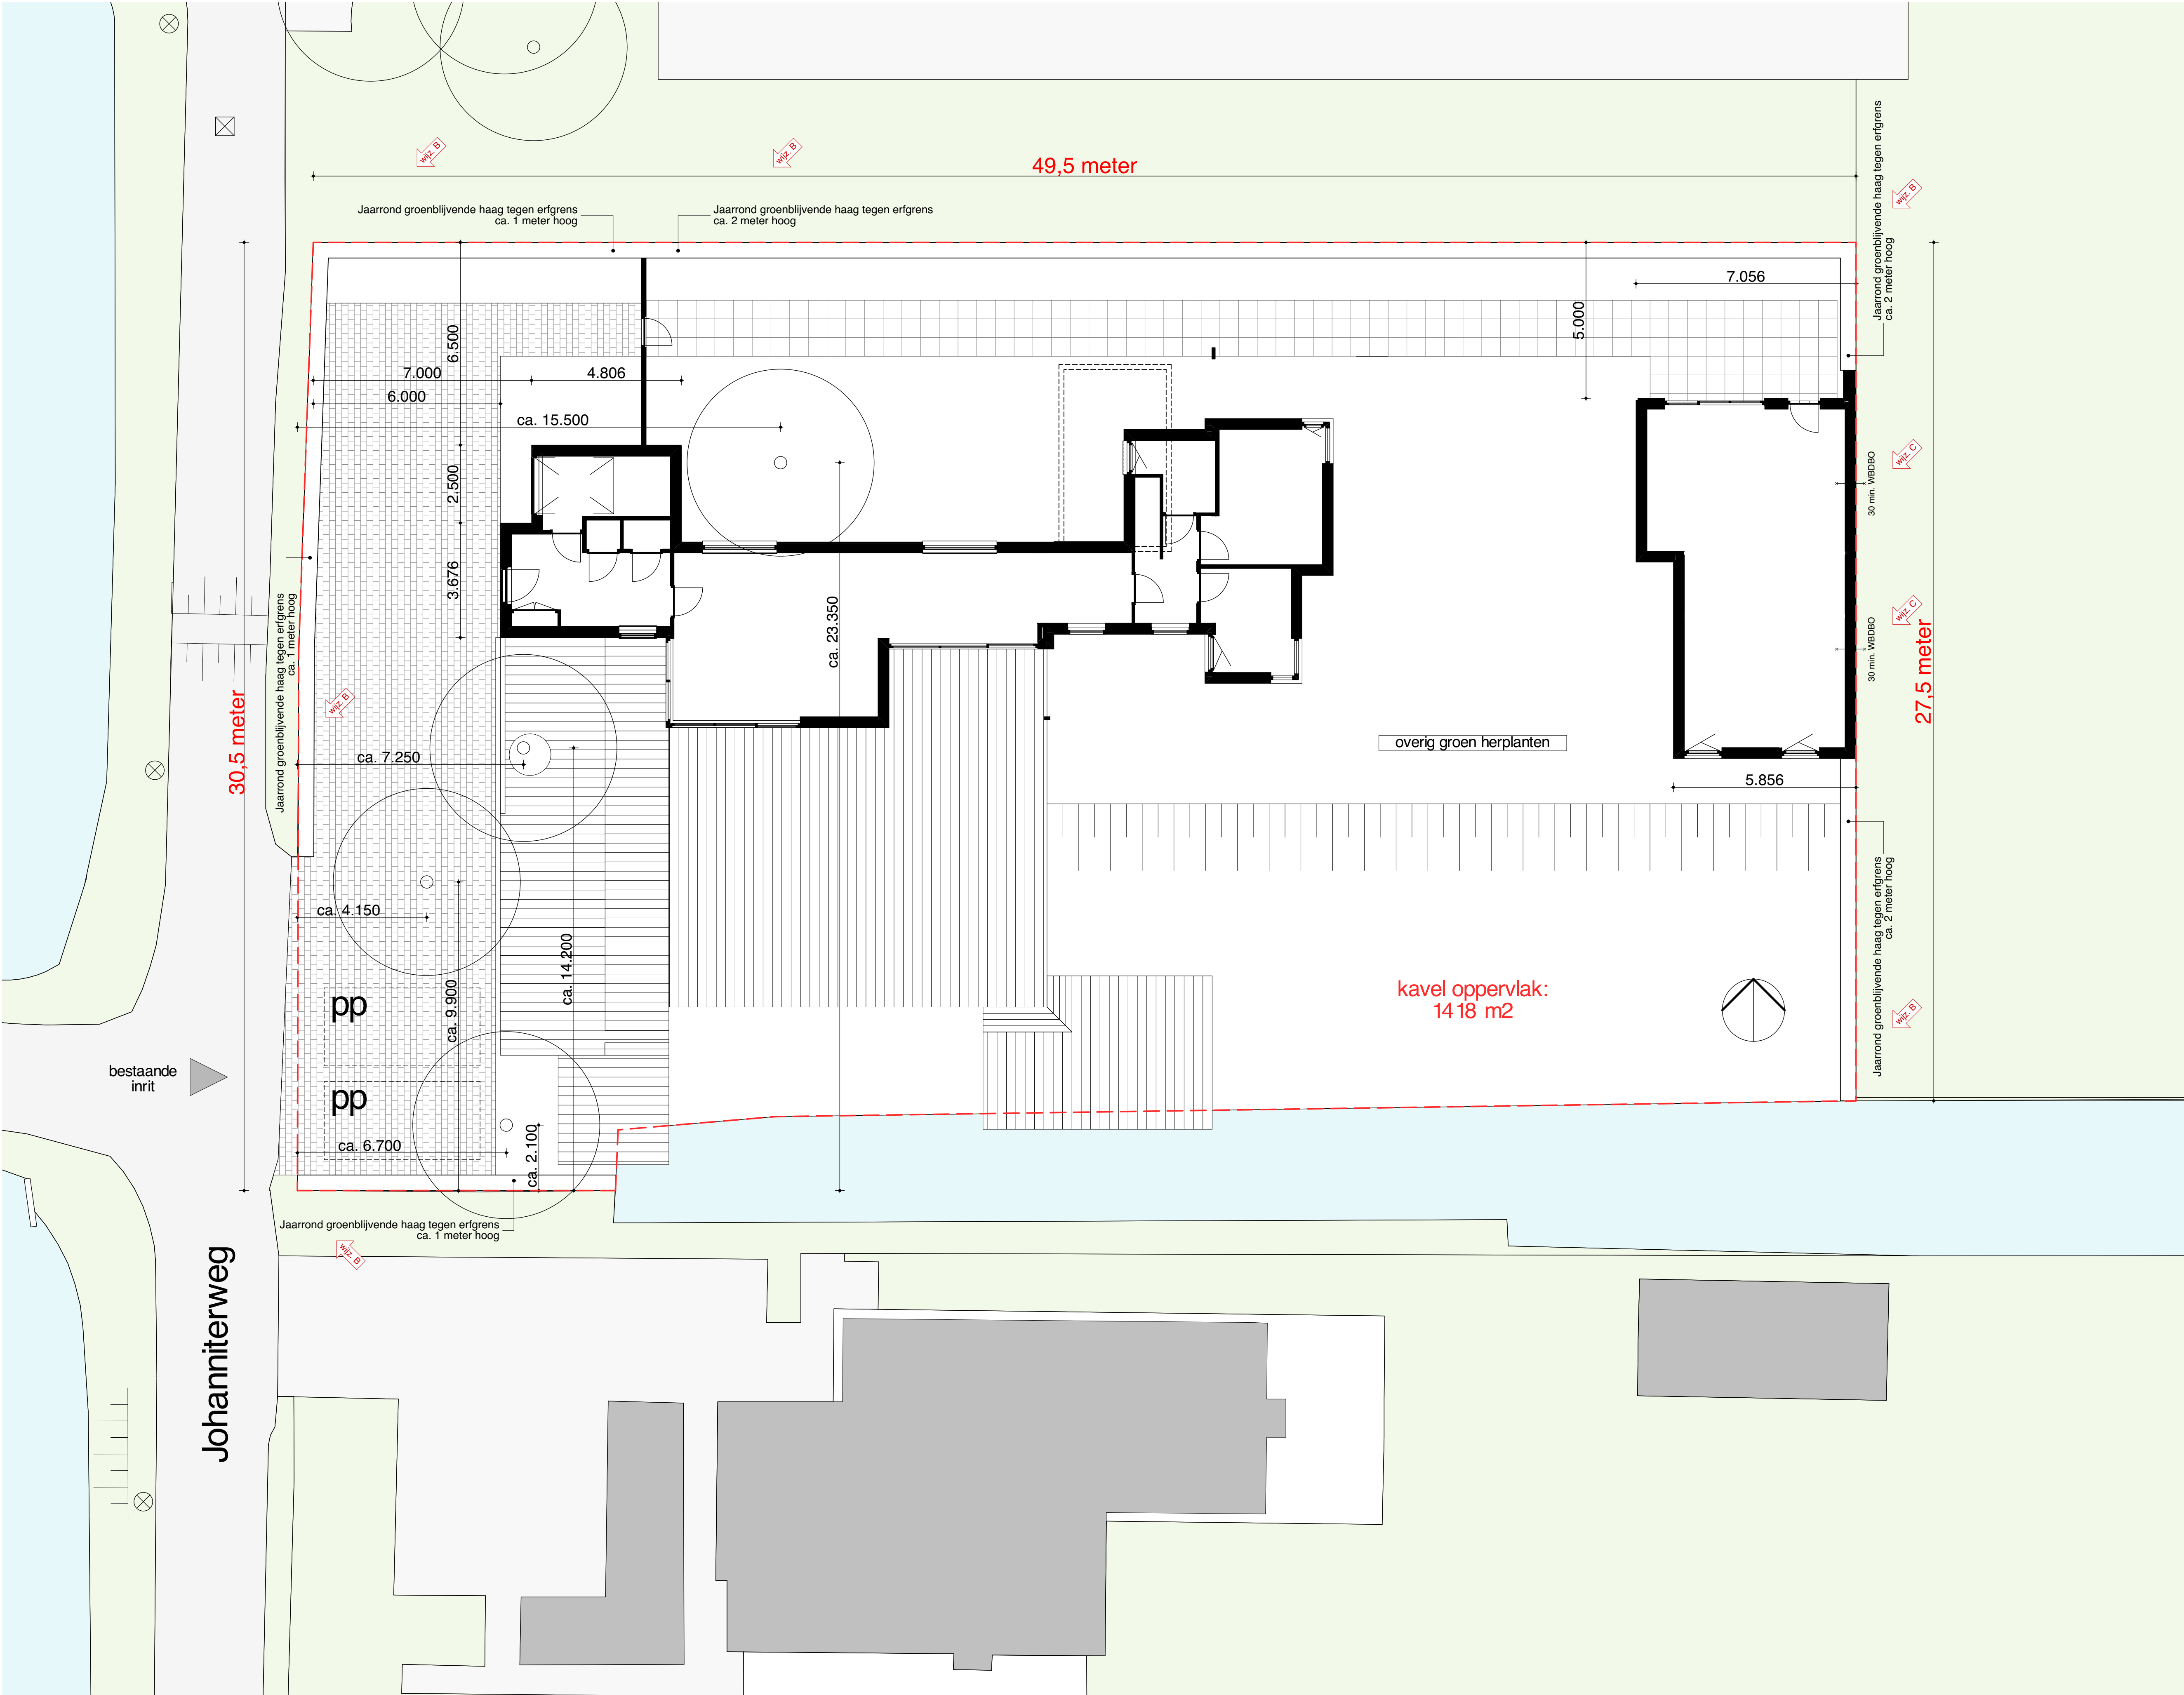 wijz. B
wijz. B
49,5 meter
Jaarrond groenblijvende haag tegen erfgrens
ca. 1 meter hoog
Jaarrond groenblijvende haag tegen erfgrens
ca. 2 meter hoog
Jaarrond groenblijvende haag tegen erfgrens
ca. 2 meter hoog
wijz. B
7.056
5.000
6.500
7.000
4.806
6.000
ca. 15.500
2.500
3.676
wijz. C
30 min. WBDBO
wijz. C
30 min. WBDBO
27,5 meter
ca. 23.350
Jaarrond groenblijvende haag tegen erfgrens
ca. 1 meter hoog
wijz. B
30,5 meter
ca. 7.250
overig groen herplanten
5.856
ca. 4.150
ca. 14.200
ca. 9.900
pp
kavel oppervlak:
1418 m2
Jaarrond groenblijvende haag tegen erfgrens
ca. 2 meter hoog
wijz. B
bestaande
inrit
pp
ca. 6.700
ca. 2.100
Jaarrond groenblijvende haag tegen erfgrens
ca. 1 meter hoog
wijz. B
Johanniterweg